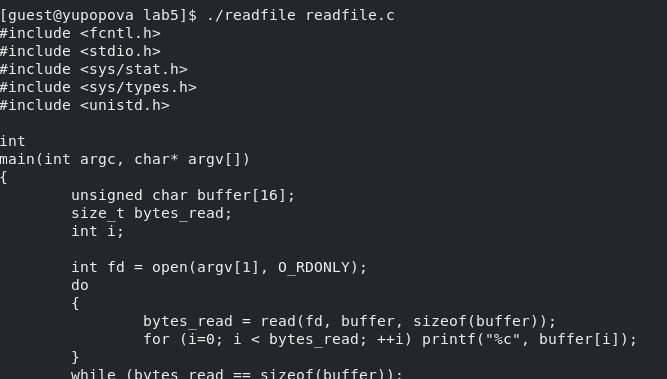 [guest@yupopova lab5]$ ./readfile readfile.c
#include <fcntl.h>
#include <stdio.h>
#include <sys/stat.h>
#include <sys/types.h>
#include <unistd.h>

int
main(int argc, char* argv[])
{
        unsigned char buffer[16];
        size_t bytes_read;
        int i;

        int fd = open(argv[1], O_RDONLY);
        do
        {
                bytes_read = read(fd, buffer, sizeof(buffer));
                for (i=0; i < bytes_read; ++i) printf("%c", buffer[i]);
        }
        while (bytes_read == sizeof(buffer));